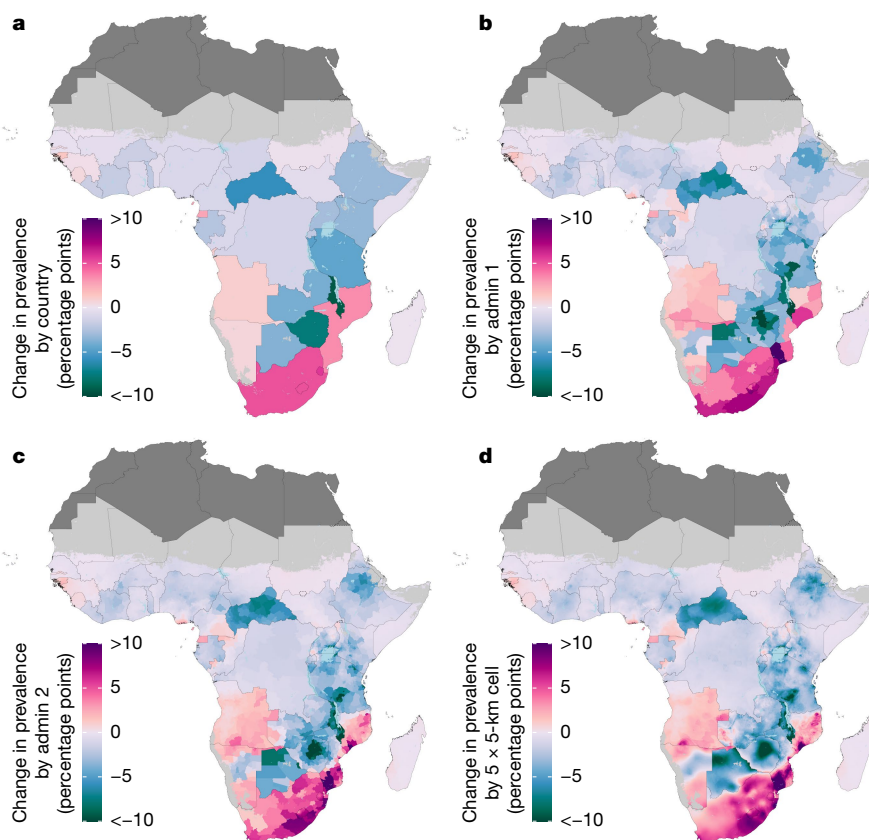 a
Change in prevalence
by country
(percentage points)
>10
5
0
−5
<−10
b
Change in prevalence
by admin 1
(percentage points)
>10
5
0
−5
<−10
c
Change in prevalence
by admin 2
(percentage points)
>10
5
0
−5
<−10
d
Change in prevalence
by 5 × 5-km cell
(percentage points)
>10
5
0
−5
<−10